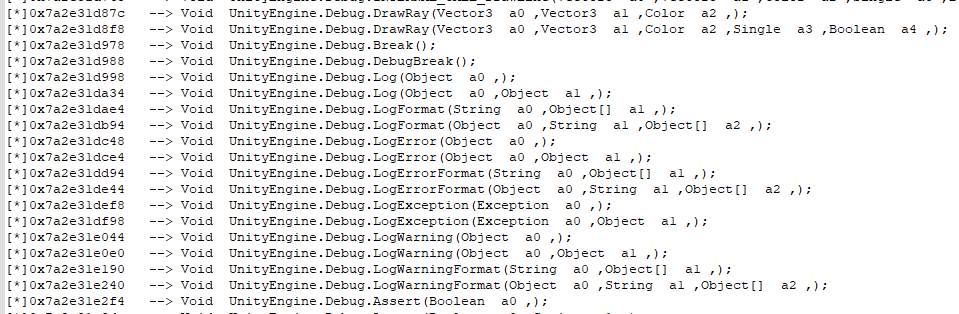 [*]0x7a2e31d87c --> Void UnityEngine.Debug.DrawRay(Vector3 a0 ,Vector3 a1 ,Color a2 ,);
[*]0x7a2e31d8f8 --> Void UnityEngine.Debug.DrawRay(Vector3 a0 ,Vector3 a1 ,Color a2 ,Single a3 ,Boolean a4 ,);
[*]0x7a2e31d978 --> Void UnityEngine.Debug.Break();
[*]0x7a2e31d988 --> Void UnityEngine.Debug.DebugBreak();
[*]0x7a2e31d998 --> Void UnityEngine.Debug.Log(Object a0 ,);
[*]0x7a2e31da34 --> Void UnityEngine.Debug.Log(Object a0 ,Object a1 ,);
[*]0x7a2e31dae4 --> Void UnityEngine.Debug.LogFormat(String a0 ,Object[] a1 ,);
[*]0x7a2e31db94 --> Void UnityEngine.Debug.LogFormat(Object a0 ,String a1 ,Object[] a2 ,);
[*]0x7a2e31dc48 --> Void UnityEngine.Debug.LogError(Object a0 ,);
[*]0x7a2e31dce4 --> Void UnityEngine.Debug.LogError(Object a0 ,Object a1 ,);
[*]0x7a2e31dd94 --> Void UnityEngine.Debug.LogErrorFormat(String a0 ,Object[] a1 ,);
[*]0x7a2e31de44 --> Void UnityEngine.Debug.LogErrorFormat(Object a0 ,String a1 ,Object[] a2 ,);
[*]0x7a2e31def8 --> Void UnityEngine.Debug.LogException(Exception a0 ,);
[*]0x7a2e31df98 --> Void UnityEngine.Debug.LogException(Exception a0 ,Object a1 ,);
[*]0x7a2e31e044 --> Void UnityEngine.Debug.LogWarning(Object a0 ,);
[*]0x7a2e31e0e0 --> Void UnityEngine.Debug.LogWarning(Object a0 ,Object a1 ,);
[*]0x7a2e31e190 --> Void UnityEngine.Debug.LogWarningFormat(String a0 ,Object[] a1 ,);
[*]0x7a2e31e240 --> Void UnityEngine.Debug.LogWarningFormat(Object a0 ,String a1 ,Object[] a2 ,);
[*]0x7a2e31e2f4 --> Void UnityEngine.Debug.Assert(Boolean a0 ,);